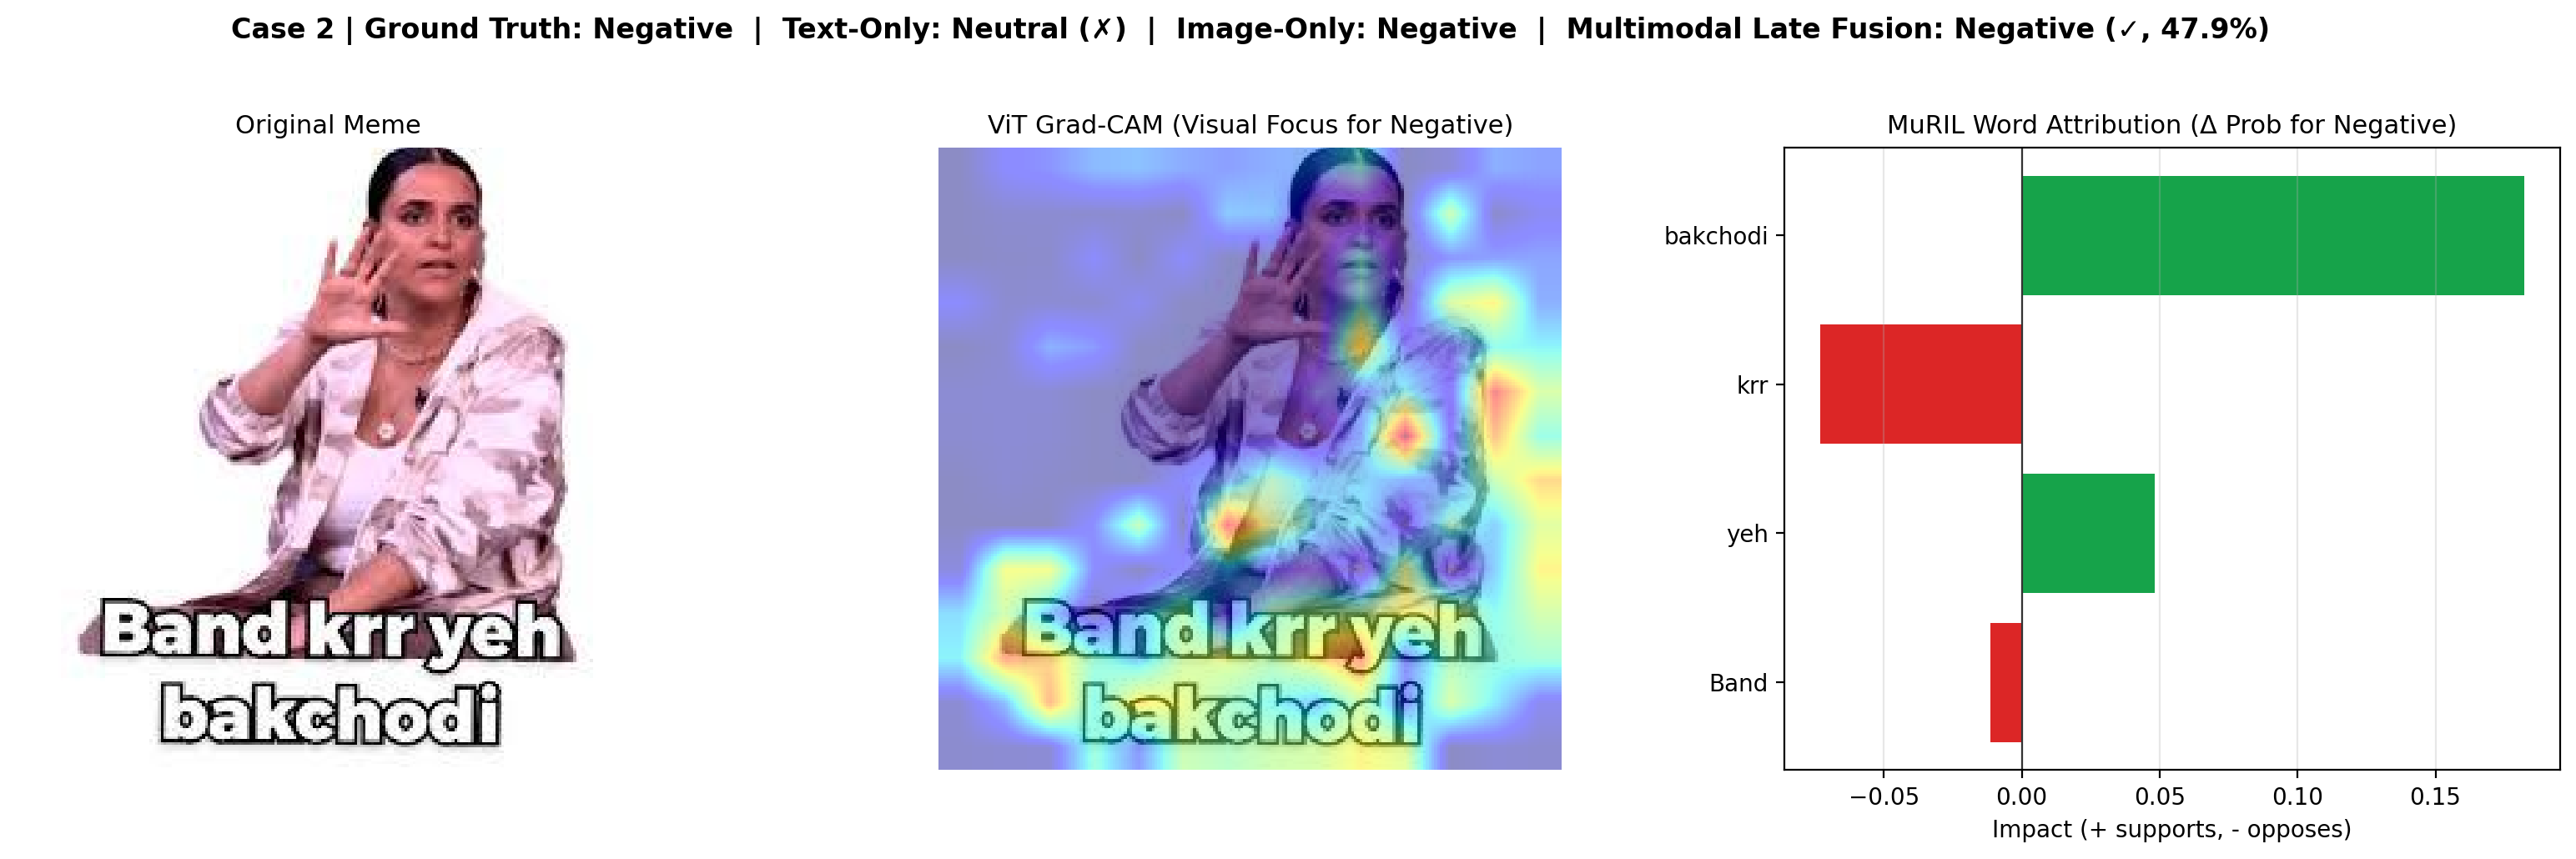 Case 2 | Ground Truth: Negative | Text-Only: Neutral (✗) | Image-Only: Negative | Multimodal Late Fusion: Negative (✓, 47.9%)
Original Meme
Band krr yeh
bakchodi
ViT Grad-CAM (Visual Focus for Negative)
Band krr yeh
bakchodi
MuRIL Word Attribution (Δ Prob for Negative)
bakchodi
krr
yeh
Band
−0.05 0.00 0.05 0.10 0.15
Impact (+ supports, - opposes)